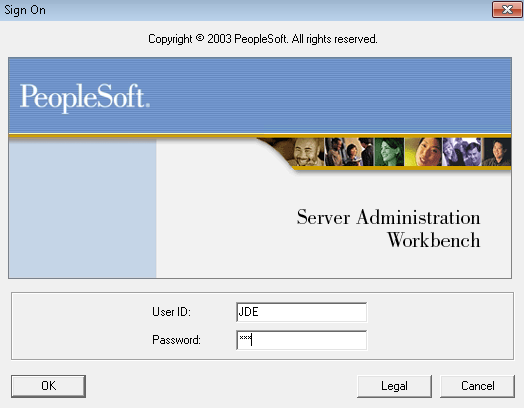 Sign On
Copyright © 2003 PeopleSoft. All rights reserved.
PeopleSoft.
Server Administration
Workbench
User ID: JDE
Password: ***
OK Legal Cancel